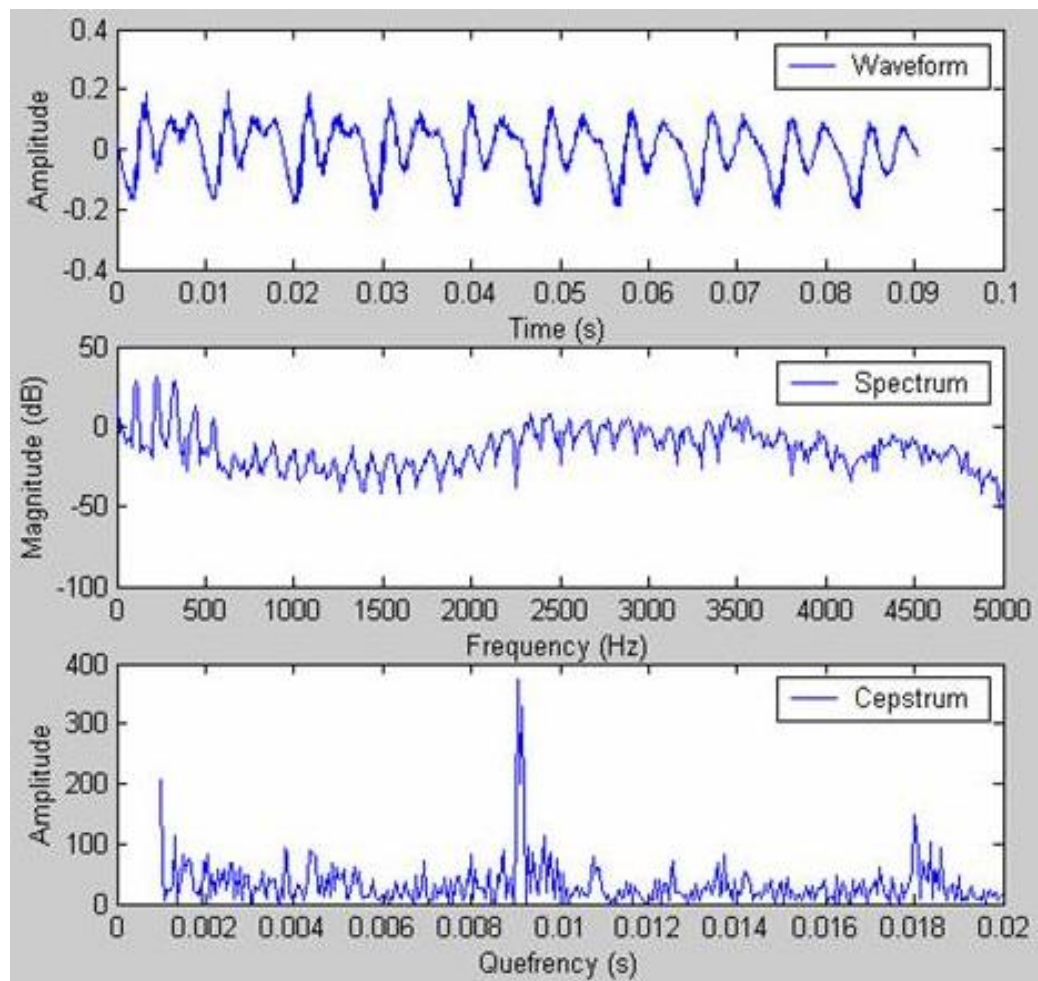 0.4
0.2
0
-0.2
-0.4
Amplitude
Waveform
0 0.01 0.02 0.03 0.04 0.05 0.06 0.07 0.08 0.09 0.1
Time (s)
50
0
-50
-100
Magnitude (dB)
Spectrum
0 500 1000 1500 2000 2500 3000 3500 4000 4500 5000
Frequency (Hz)
400
300
200
100
0
Amplitude
Cepstrum
0 0.002 0.004 0.006 0.008 0.01 0.012 0.014 0.016 0.018 0.02
Quefrency (s)